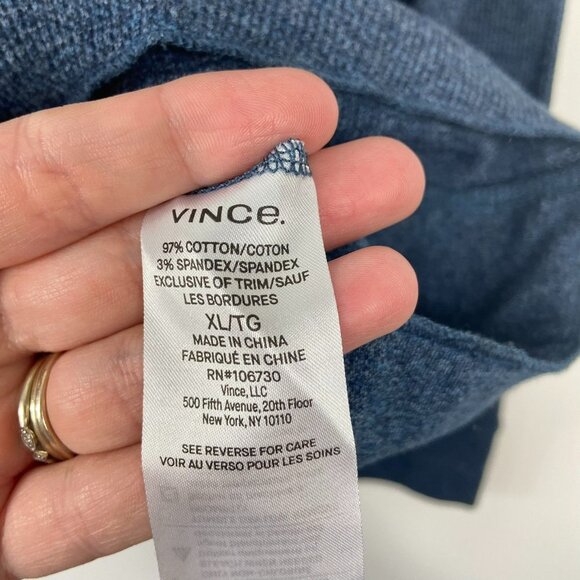 VINCE.
97% COTTON/COTON
3% SPANDEX/SPANDEX
EXCLUSIVE OF TRIM/SAUF
LES BORDURES
XL/TG
MADE IN CHINA
FABRIQUÉ EN CHINE
RN#106730
Vince, LLC
500 Fifth Avenue, 20th Floor
New York, NY 10110
SEE REVERSE FOR CARE
VOIR AU VERSO POUR LES SOINS